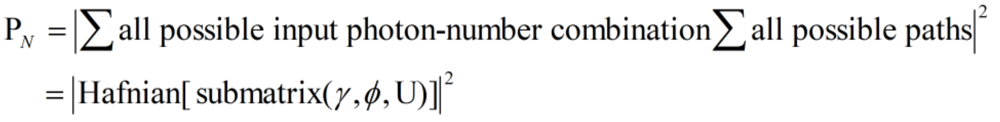 P_N = |∑ all possible input photon-number combination ∑ all possible paths|²
= |Hafnian[ submatrix(γ, ϕ, U)]|²